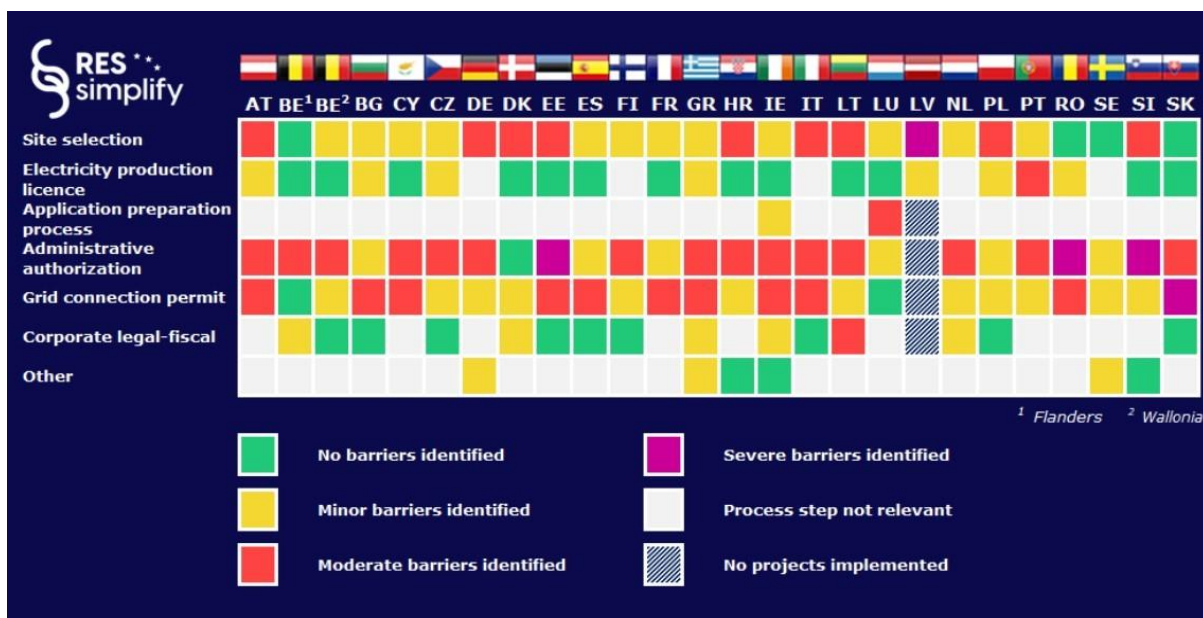 RES
simplify
AT BE¹ BE² BG CY CZ DE DK EE ES FI FR GR HR IE IT LT LU LV NL PL PT RO SE SI SK
Site selection
Electricity production
licence
Application preparation
process
Administrative
authorization
Grid connection permit
Corporate legal-fiscal
Other
¹ Flanders ² Wallonia
No barriers identified
Severe barriers identified
Minor barriers identified
Process step not relevant
Moderate barriers identified
No projects implemented